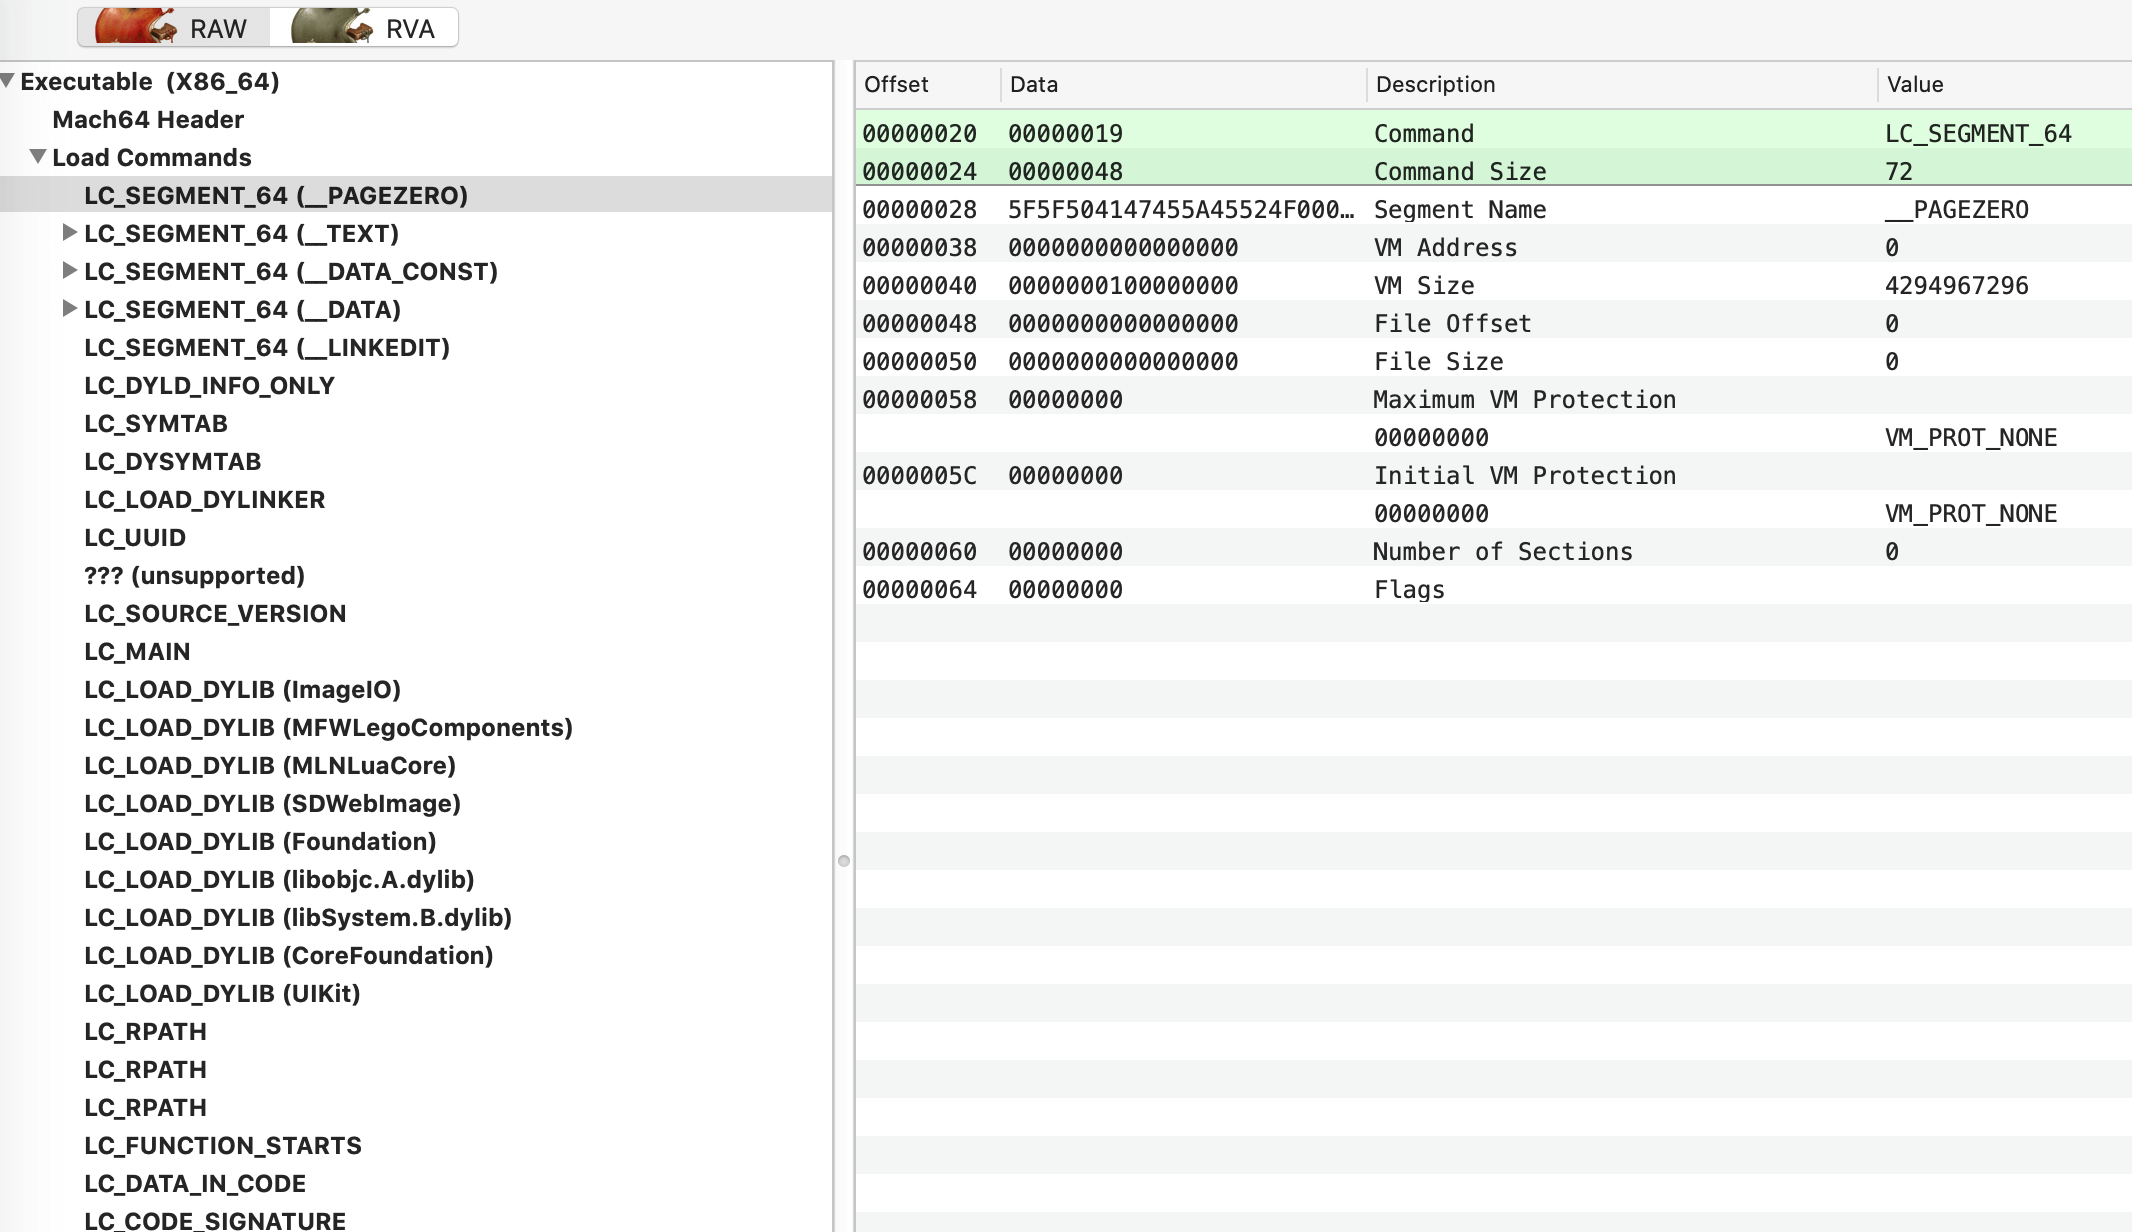 RAW RVA
Executable (X86_64)
Mach64 Header
Load Commands
LC_SEGMENT_64 (__PAGEZERO)
LC_SEGMENT_64 (__TEXT)
LC_SEGMENT_64 (__DATA_CONST)
LC_SEGMENT_64 (__DATA)
LC_SEGMENT_64 (__LINKEDIT)
LC_DYLD_INFO_ONLY
LC_SYMTAB
LC_DYSYMTAB
LC_LOAD_DYLINKER
LC_UUID
??? (unsupported)
LC_SOURCE_VERSION
LC_MAIN
LC_LOAD_DYLIB (ImageIO)
LC_LOAD_DYLIB (MFWLegoComponents)
LC_LOAD_DYLIB (MLNLuaCore)
LC_LOAD_DYLIB (SDWebImage)
LC_LOAD_DYLIB (Foundation)
LC_LOAD_DYLIB (libobjc.A.dylib)
LC_LOAD_DYLIB (libSystem.B.dylib)
LC_LOAD_DYLIB (CoreFoundation)
LC_LOAD_DYLIB (UIKit)
LC_RPATH
LC_RPATH
LC_RPATH
LC_FUNCTION_STARTS
LC_DATA_IN_CODE
LC_CODE_SIGNATURE
Offset Data Description Value
00000020 00000019 Command LC_SEGMENT_64
00000024 00000048 Command Size 72
00000028 5F5F504147455A45524F000… Segment Name __PAGEZERO
00000038 0000000000000000 VM Address 0
00000040 0000000100000000 VM Size 4294967296
00000048 0000000000000000 File Offset 0
00000050 0000000000000000 File Size 0
00000058 00000000 Maximum VM Protection
00000000 VM_PROT_NONE
0000005C 00000000 Initial VM Protection
00000000 VM_PROT_NONE
00000060 00000000 Number of Sections 0
00000064 00000000 Flags